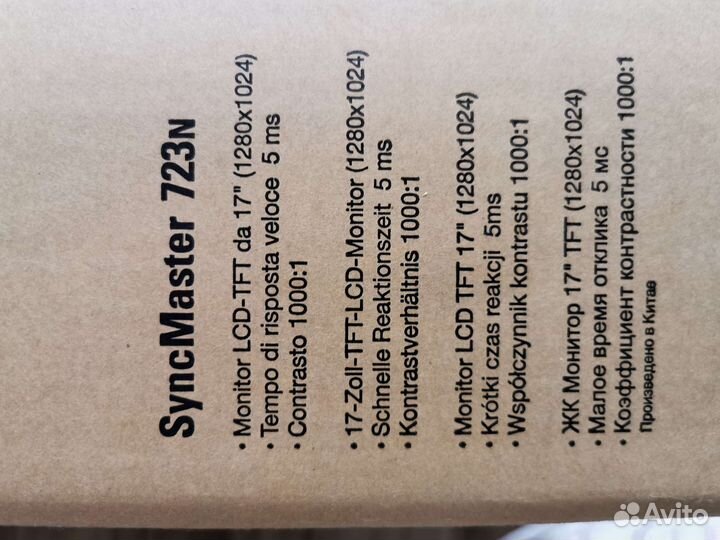 SyncMaster 723N
• Monitor LCD-TFT da 17" (1280x1024)
• Tempo di risposta veloce 5 ms
• Contrasto 1000:1
• 17-Zoll-TFT-LCD-Monitor (1280x1024)
• Schnelle Reaktionszeit 5 ms
• Kontrastverhältnis 1000:1
• Monitor LCD TFT 17" (1280x1024)
• Krótki czas reakcji 5ms
• Współczynnik kontrastu 1000:1
• ЖК Монитор 17" TFT (1280x1024)
• Малое время отклика 5 мс
• Коэффициент контрастности 1000:1
Произведено в Китае
Avito